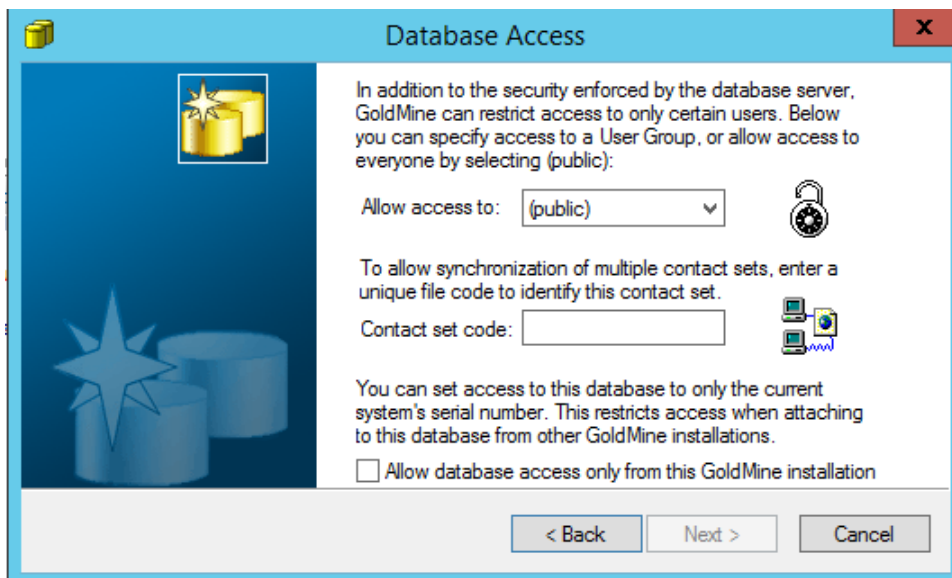 Database Access
x
In addition to the security enforced by the database server,
GoldMine can restrict access to only certain users. Below
you can specify access to a User Group, or allow access to
everyone by selecting (public):
Allow access to: (public)
To allow synchronization of multiple contact sets, enter a
unique file code to identify this contact set.
Contact set code:
You can set access to this database to only the current
system's serial number. This restricts access when attaching
to this database from other GoldMine installations.
Allow database access only from this GoldMine installation
< Back Next > Cancel